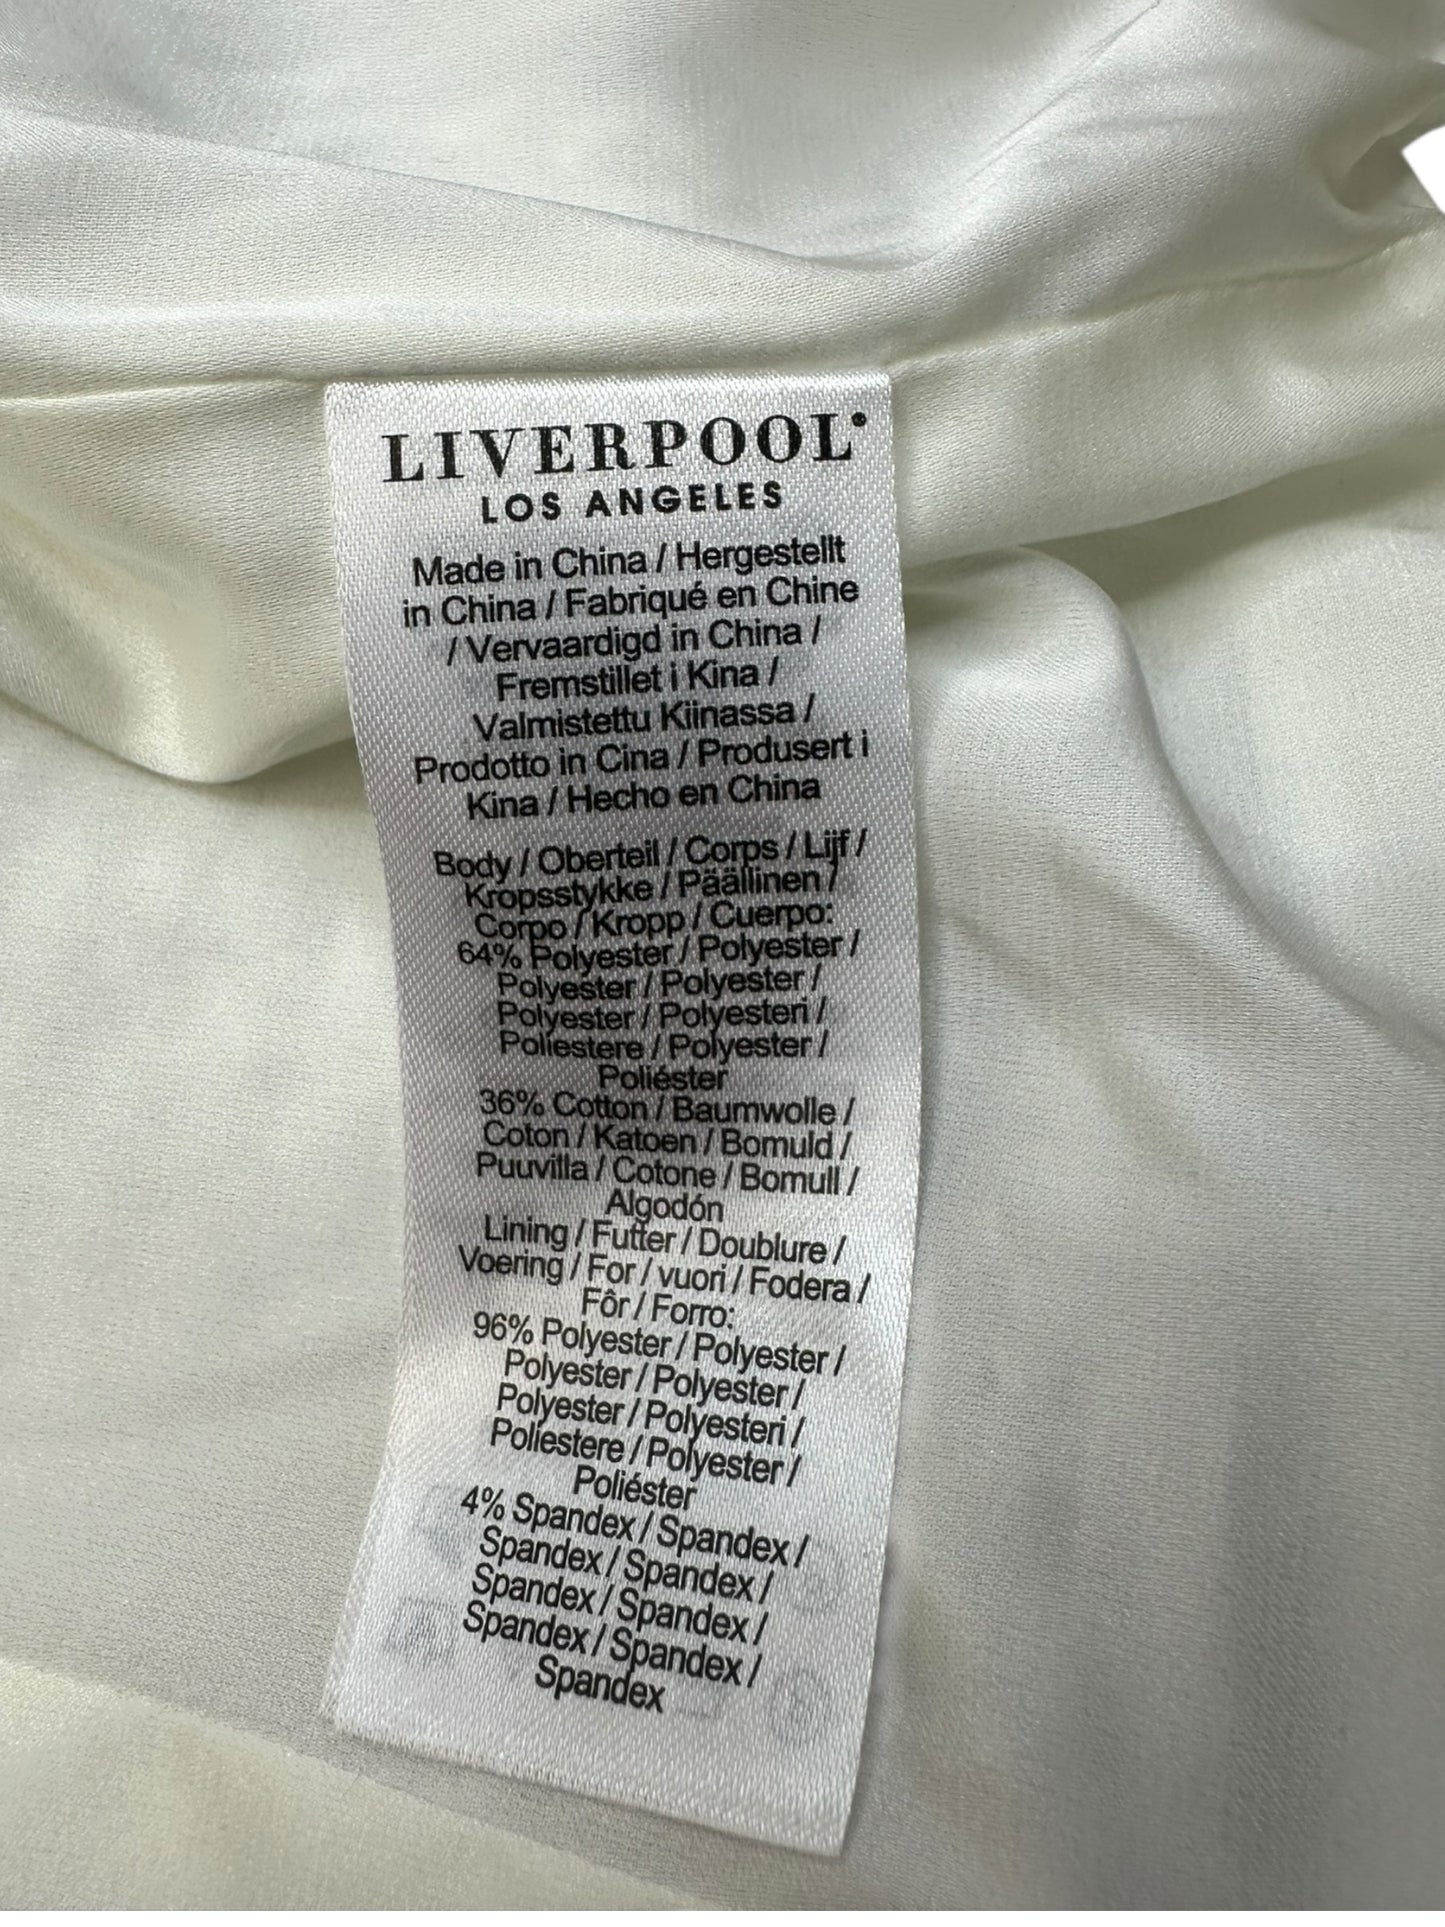 LIVERPOOL®
LOS ANGELES
Made in China / Hergestellt
in China / Fabriqué en Chine
/ Vervaardigd in China /
Fremstillet i Kina /
Valmistettu Kiinassa /
Prodotto in Cina / Produsert i
Kina / Hecho en China
Body / Oberteil / Corps / Lijf /
Kropsstykke / Päällinen /
Corpo / Kropp / Cuerpo:
64% Polyester / Polyester /
Polyester / Polyester /
Polyester / Polyesteri /
Poliestere / Polyester /
Poliéster
36% Cotton / Baumwolle /
Coton / Katoen / Bomuld /
Puuvilla / Cotone / Bomull /
Algodón
Lining / Futter / Doublure /
Voering / For / vuori / Fodera /
Fôr / Forro:
96% Polyester / Polyester /
Polyester / Polyester /
Polyester / Polyesteri /
Poliestere / Polyester /
Poliéster
4% Spandex / Spandex /
Spandex / Spandex /
Spandex / Spandex /
Spandex / Spandex /
Spandex